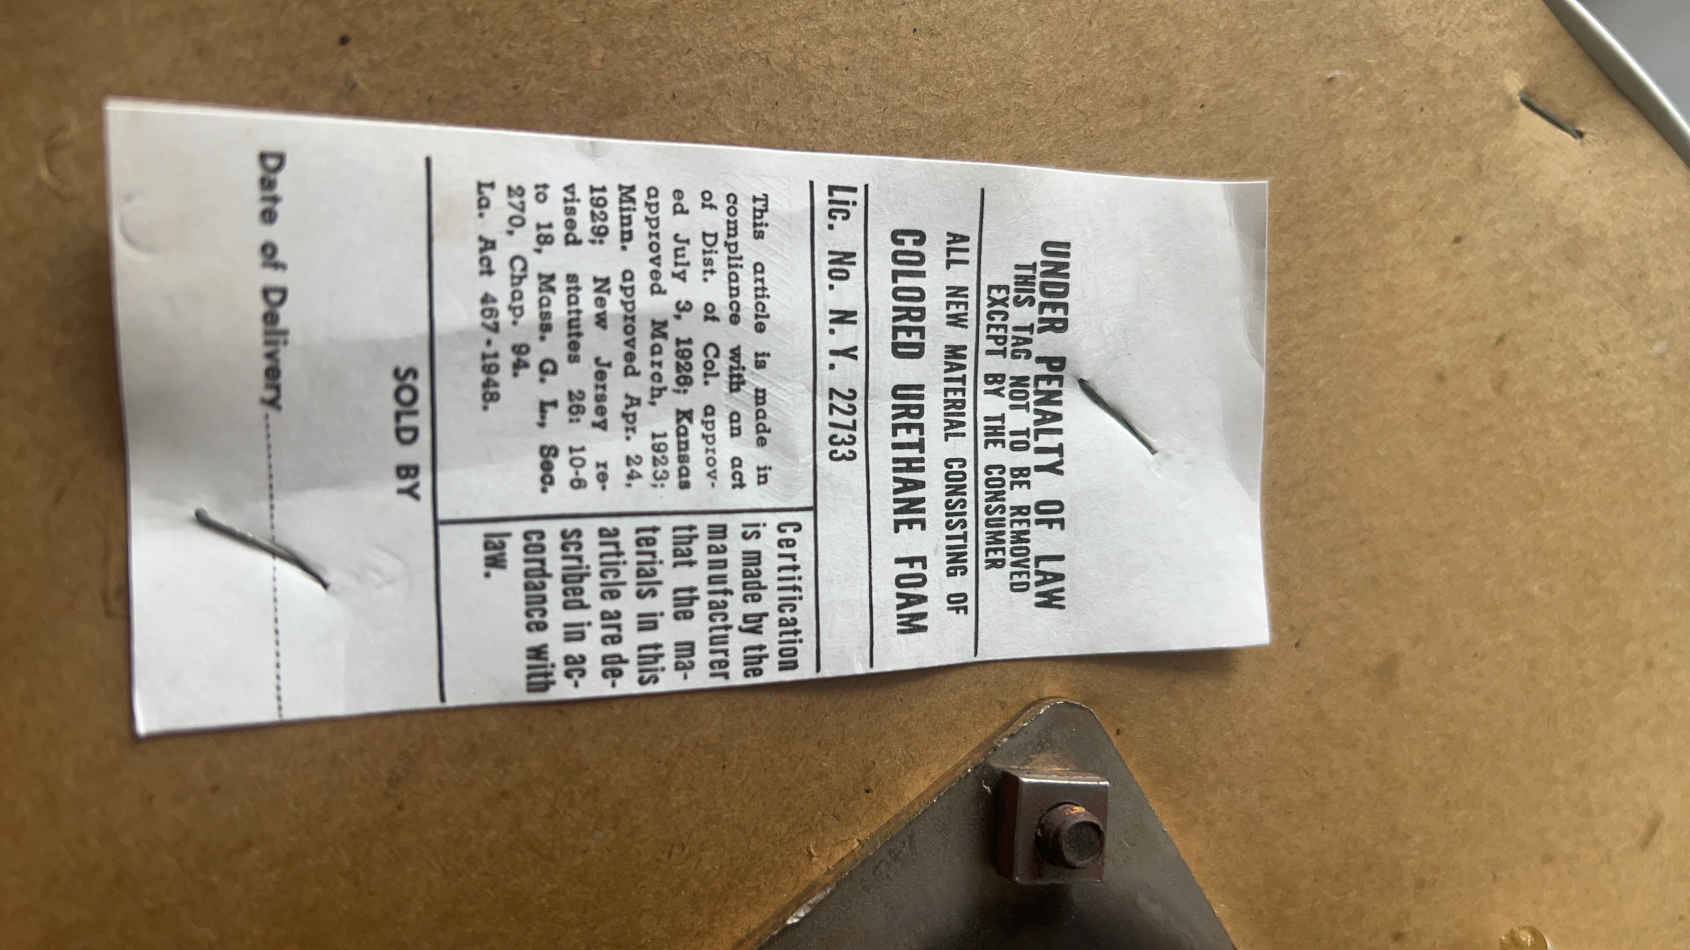 UNDER PENALTY OF LAW
THIS TAG NOT TO BE REMOVED
EXCEPT BY THE CONSUMER
ALL NEW MATERIAL CONSISTING OF
COLORED URETHANE FOAM
Lic. No. N. Y. 22733
This article is made in
compliance with an act
of Dist. of Col. approv-
ed July 3, 1926; Kansas
approved March, 1923;
Minn. approved Apr. 24,
1929; New Jersey re-
vised statutes 26: 10-6
to 18, Mass. G. L., Sec.
270, Chap. 94.
La. Act 467-1948.
Certification
is made by the
manufacturer
that the ma-
terials in this
article are de-
scribed in ac-
cordance with
law.
SOLD BY
Date of Delivery